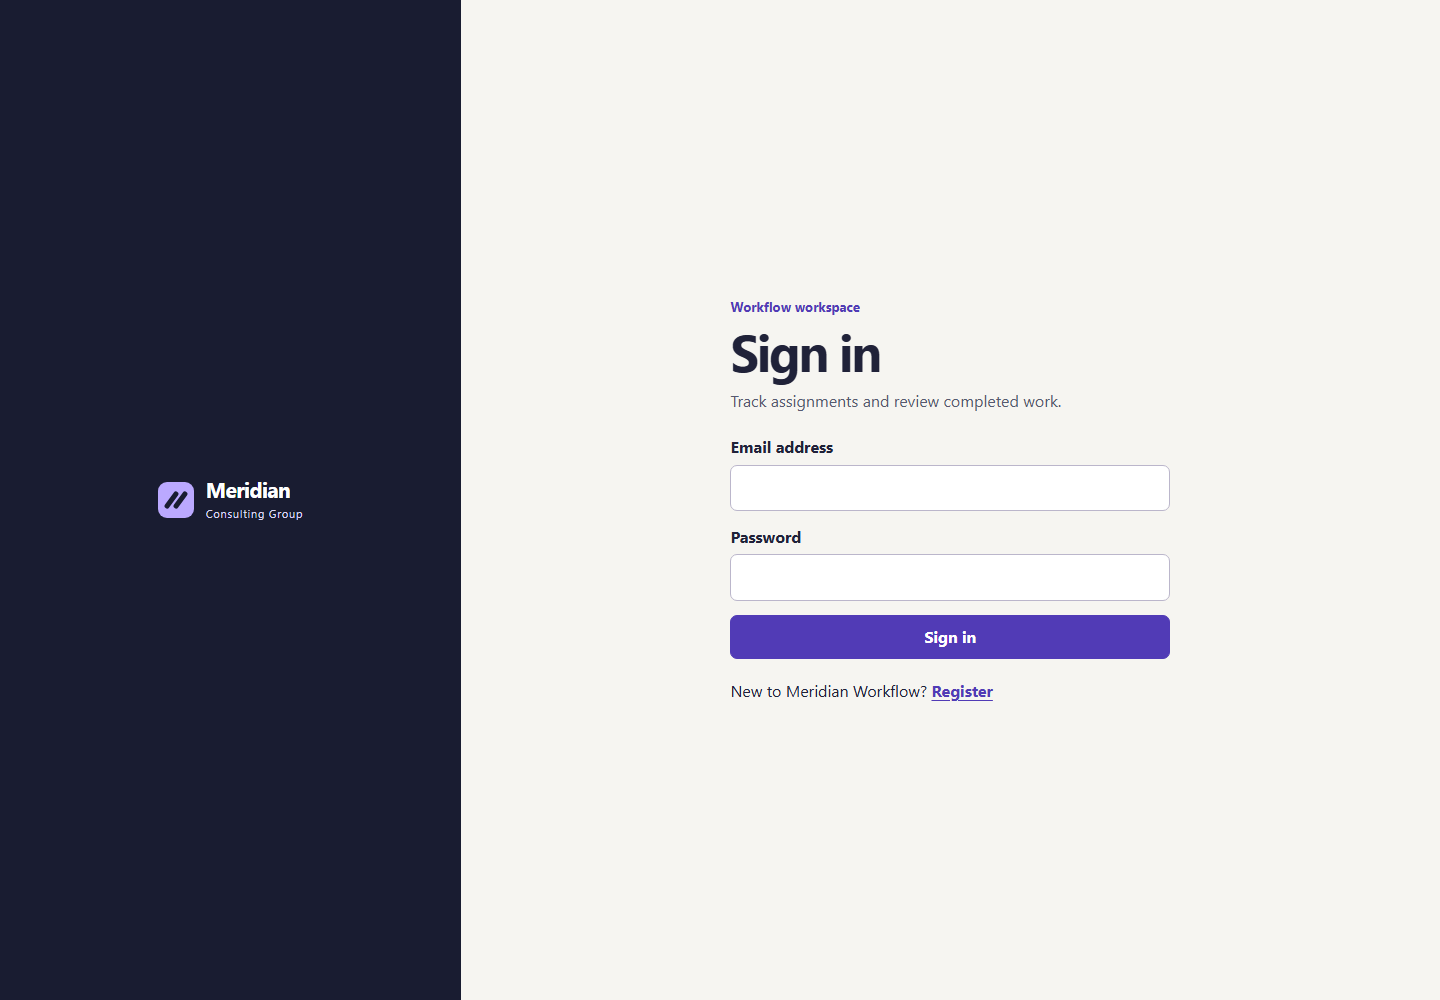 Meridian
Consulting Group
Workflow workspace
Sign in
Track assignments and review completed work.
Email address
Password
Sign in
New to Meridian Workflow? Register